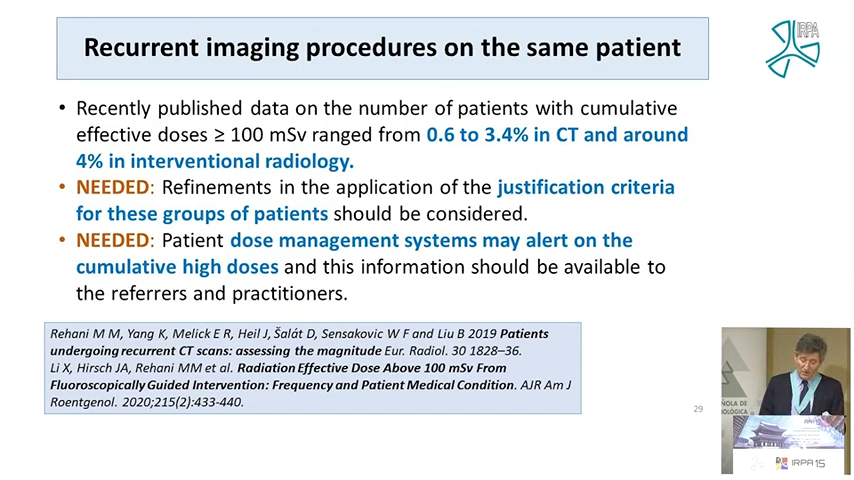 Recurrent imaging procedures on the same patient
IRPA
• Recently published data on the number of patients with cumulative
effective doses ≥ 100 mSv ranged from 0.6 to 3.4% in CT and around
4% in interventional radiology.
• NEEDED: Refinements in the application of the justification criteria
for these groups of patients should be considered.
• NEEDED: Patient dose management systems may alert on the
cumulative high doses and this information should be available to
the referrers and practitioners.
Rehani M M, Yang K, Melick E R, Heil J, Šalát D, Sensakovic W F and Liu B 2019 Patients
undergoing recurrent CT scans: assessing the magnitude Eur. Radiol. 30 1828–36.
Li X, Hirsch JA, Rehani MM et al. Radiation Effective Dose Above 100 mSv From
Fluoroscopically Guided Intervention: Frequency and Patient Medical Condition. AJR Am J
Roentgenol. 2020;215(2):433-440.
29
IRPA 15